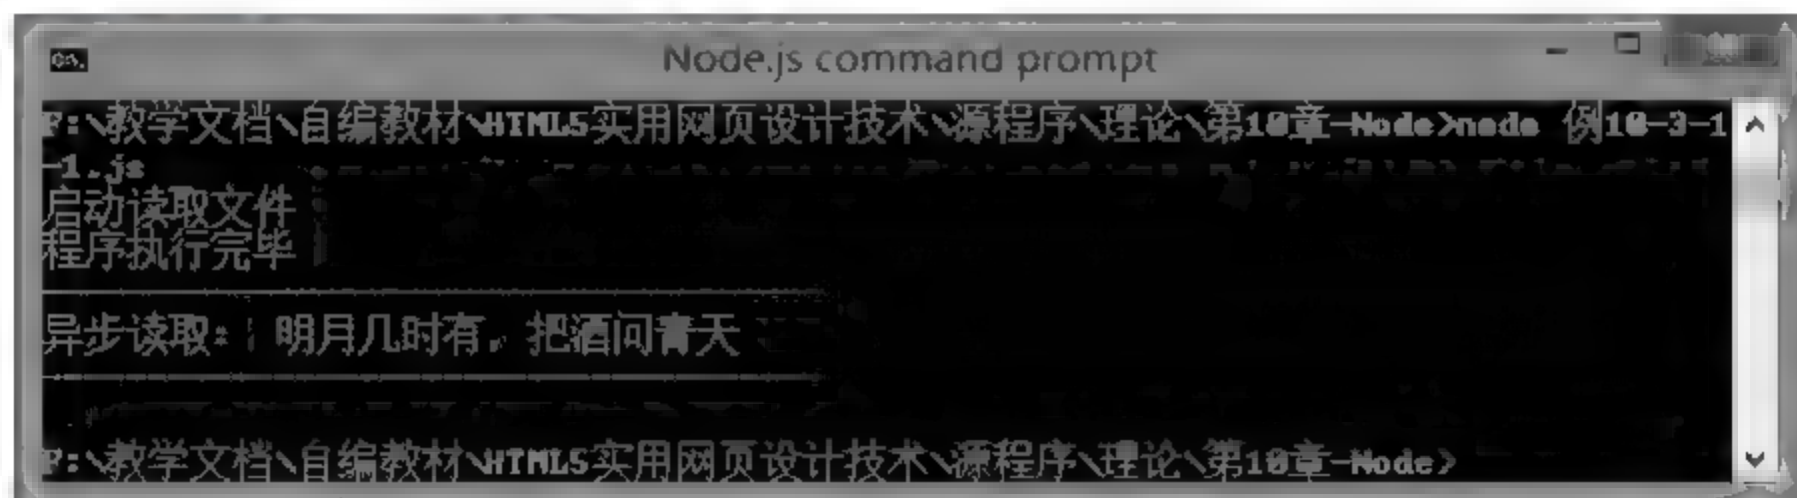 Node.js command prompt
F:\教学文档\自编教材\HTML5实用网页设计技术\源程序\理论\第10章-Node>node 例10-3-1
-1.js
启动读取文件
程序执行完毕
异步读取: 明月几时有，把酒问青天
F:\教学文档\自编教材\HTML5实用网页设计技术\源程序\理论\第10章-Node>